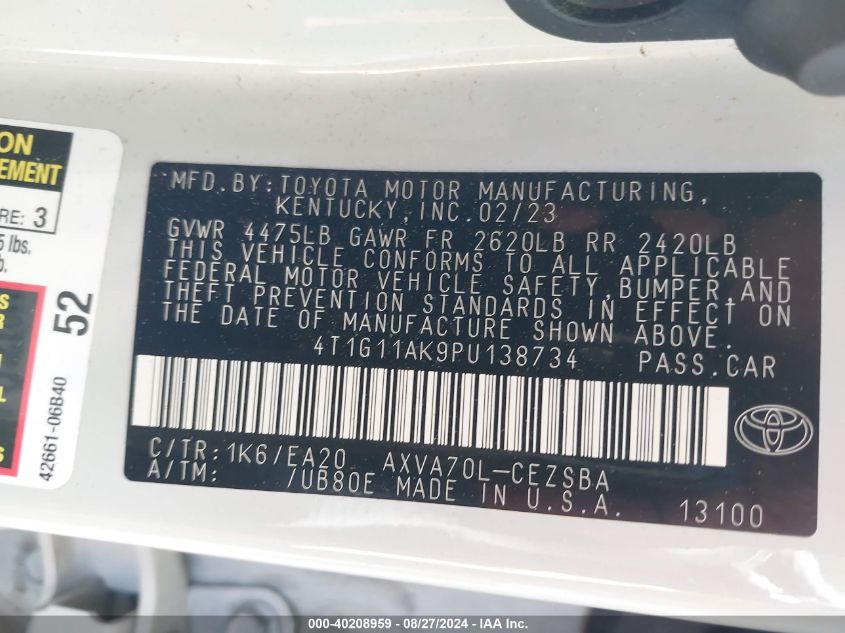 ON
EMENT
RE: 3
5 lbs.
b.
S
R
L
S
52
42661-06B40
MFD. BY: TOYOTA MOTOR MANUFACTURING,
KENTUCKY, INC. 02/23
GVWR 4475LB GAWR FR 2620LB RR 2420LB
THIS VEHICLE CONFORMS TO ALL APPLICABLE
FEDERAL MOTOR VEHICLE SAFETY, BUMPER, AND
THEFT PREVENTION STANDARDS IN EFFECT ON
THE DATE OF MANUFACTURE SHOWN ABOVE.
4T1G11AK9PU138734 PASS. CAR
C/TR: 1K6/EA20 AXVA70L-CEZSBA
A/TM: /UB80E MADE IN U.S.A. 13100
000-40208959 - 08/27/2024 - IAA Inc.